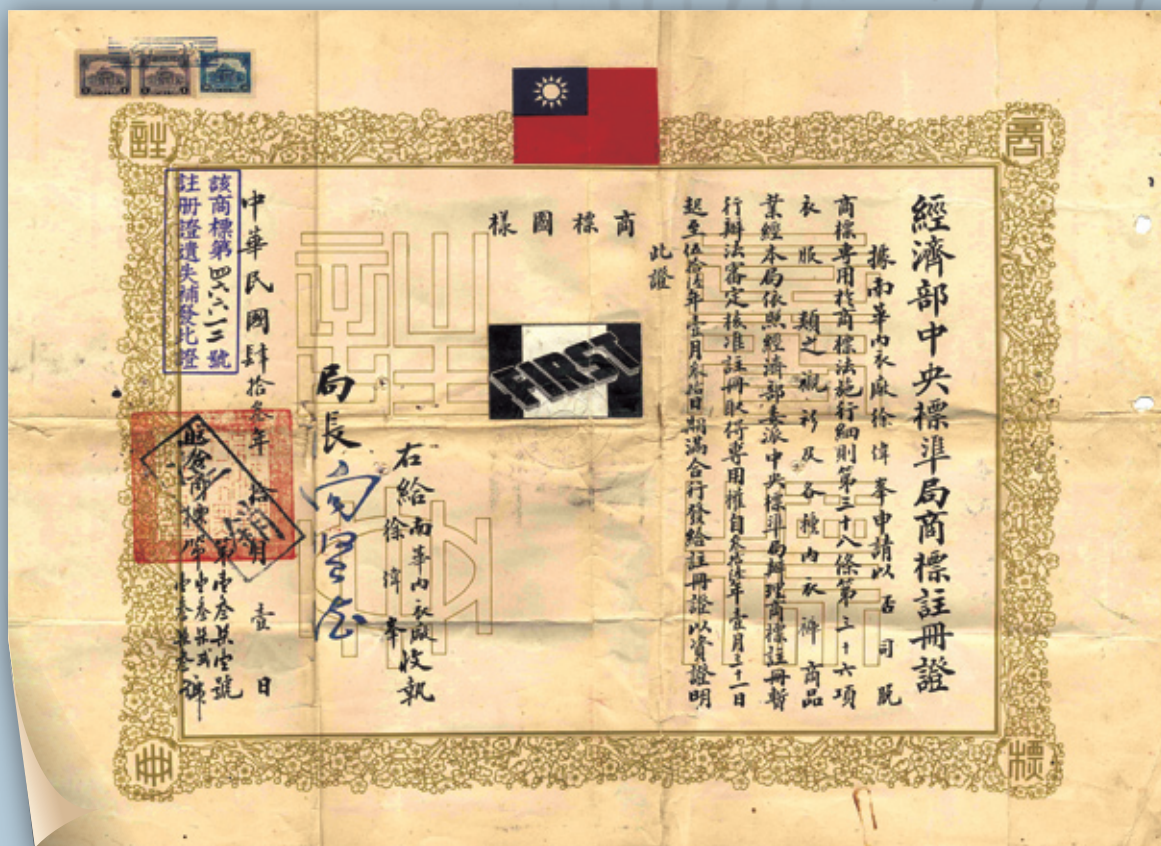 經濟部中央標準局商標註冊證
據南華內衣廠徐偉峯申請以否司脫
商標專用於商標法施行細則第三十八條第三十六項
衣服類之襯衫及各種內衣褲商品
業經本局依照經濟部委派中央標準局辦理商標註冊暫
行辦法審定核准註冊取得專用權自叁拾年壹月三十一日
起至伍拾年壹月叁拾日期滿合行發給註冊證以資證明
此證
商標圖樣
FIRST
右給南華內衣廠收執
徐偉峯
局長
中華民國肆拾叁年拾月壹日
該商標第號
註冊證遺失補發此證